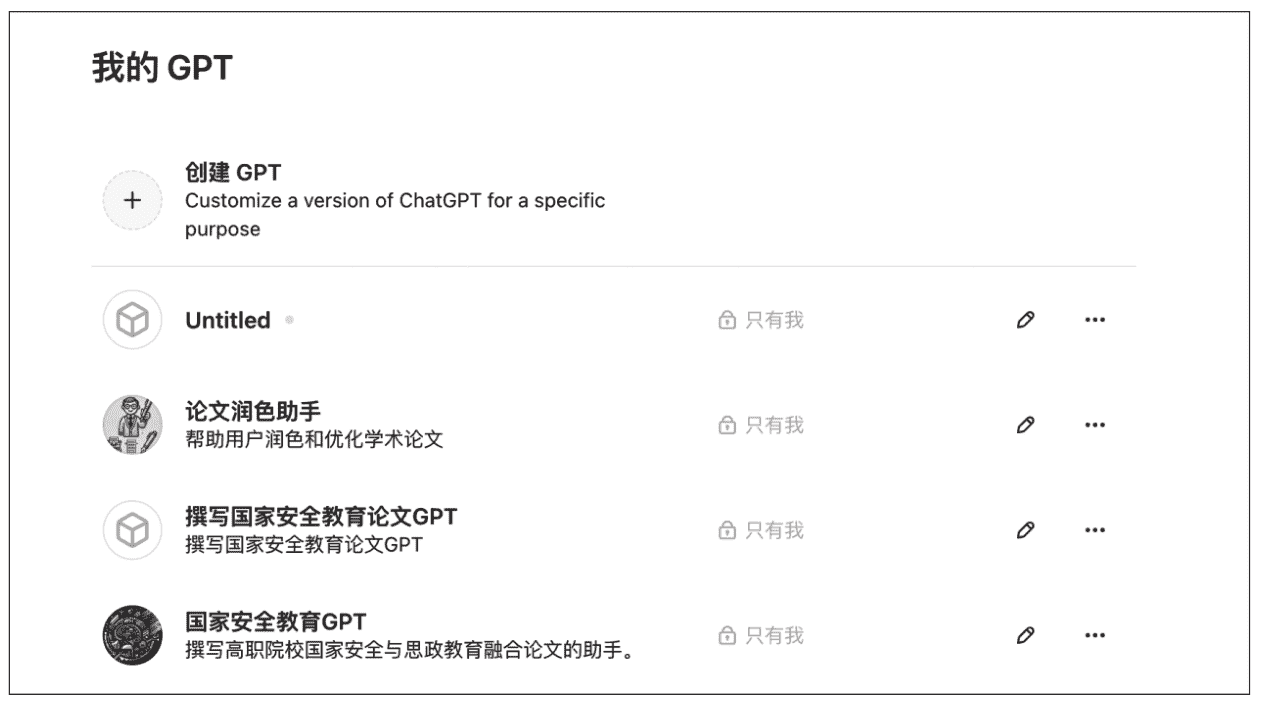 我的 GPT
创建 GPT
Customize a version of ChatGPT for a specific
purpose
Untitled
只有我
论文润色助手
帮助用户润色和优化学术论文
只有我
撰写国家安全教育论文GPT
撰写国家安全教育论文GPT
只有我
国家安全教育GPT
撰写高职院校国家安全与思政教育融合论文的助手。
只有我